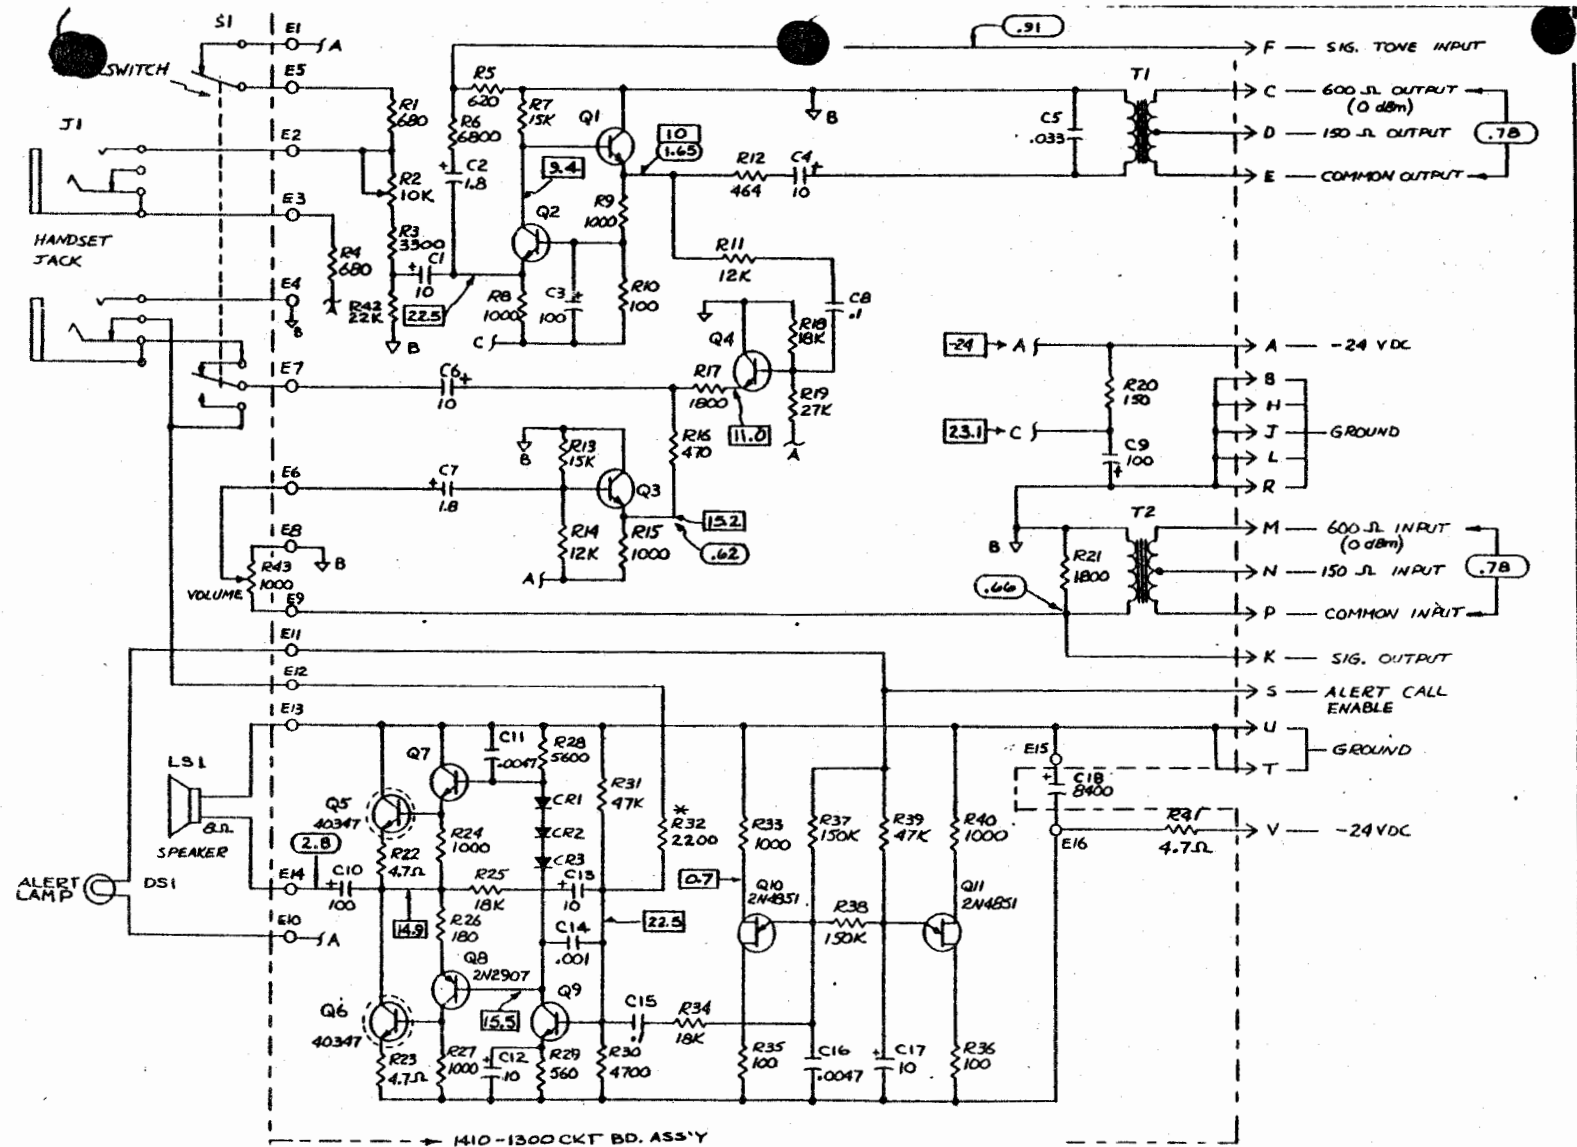 S1
E1
A
.91
F — SIG. TONE INPUT
SWITCH
E5
R5
620
T1
C — 600 Ω OUTPUT
(0 dBm)
R1
680
R6
6800
R7
15K
Q1
B
C5
.033
D — 150 Ω OUTPUT
.78
J1
E2
C2
1.8
10
1.65
R12
464
C4
10
E — COMMON OUTPUT
R2
10K
9.4
E3
Q2
R9
1000
HANDSET
JACK
R4
680
R3
3300
C1
10
R11
12K
E4
B
A
R42
22K
B
22.5
R8
1000
C3
100
R10
100
C
C8
.1
Q4
R18
18K
-24
A
A — -24 VDC
E7
C6
10
R17
1800
R19
27K
A
11.0
R20
150
B
H
J — GROUND
L
R
23.1
C
C9
100
B
R13
15K
R16
470
E6
C7
1.8
Q3
15.2
.62
R14
12K
R15
1000
A
T2
M — 600 Ω INPUT
(0 dBm)
E8
B
R43
1000
VOLUME
B
R21
1800
N — 150 Ω INPUT
.78
.66
E9
P — COMMON INPUT
E11
K — SIG. OUTPUT
E12
S — ALERT CALL
ENABLE
E13
U
GROUND
T
LS1
8Ω
SPEAKER
Q7
C11
.0047
R28
5600
E15
C18
8400
Q5
40347
CR1
CR2
CR3
R31
47K
*
R32
2200
R33
1000
R37
150K
R39
47K
R40
1000
E16
R41
4.7Ω
V — -24VDC
2.8
R22
4.7Ω
R24
1000
ALERT
LAMP
DS1
E14
C10
100
R25
18K
C13
10
0.7
Q10
2N4851
Q11
2N4851
E10
A
14.9
R26
180
C14
.001
22.5
R38
150K
Q8
2N2907
Q6
40347
15.5
Q9
C15
.1
R34
18K
R23
4.7Ω
R27
1000
C12
10
R29
560
R30
4700
R35
100
C16
.0047
C17
10
R36
100
1410-1300 CKT BD. ASS'Y